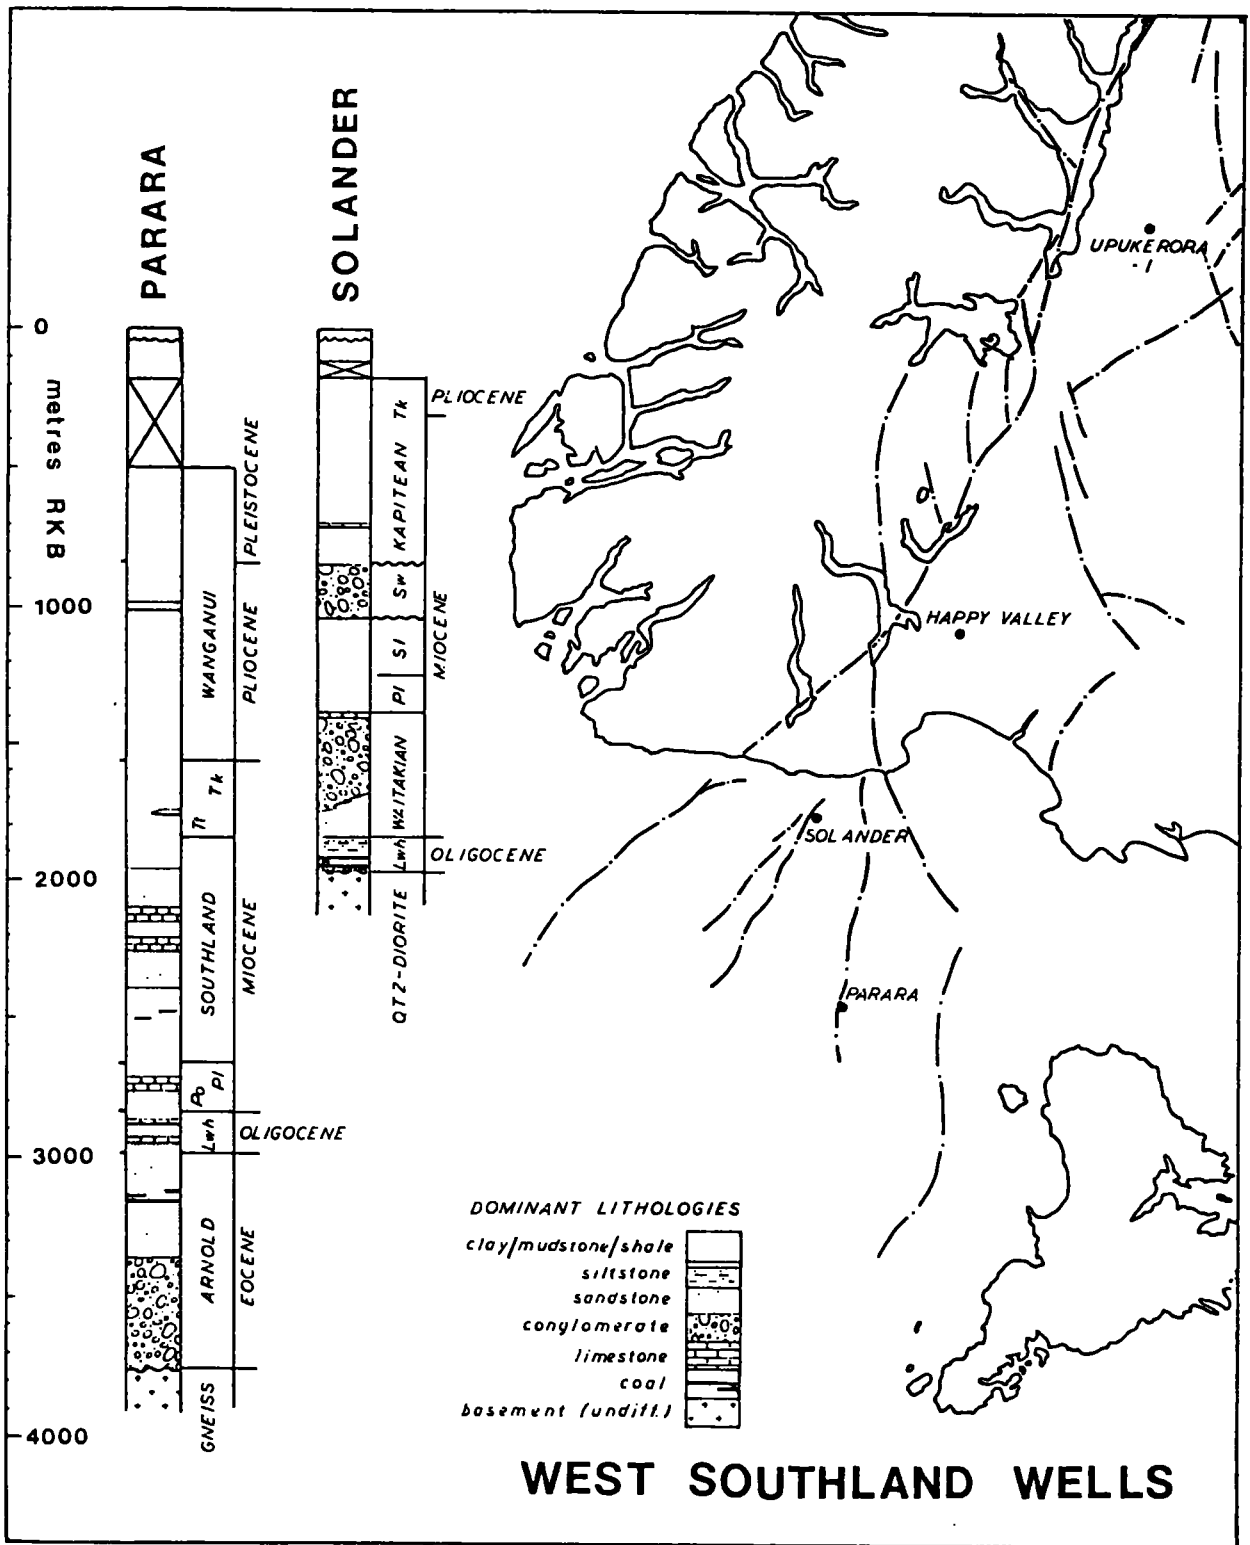 PARARA
SOLANDER
0
metres RKB
1000
2000
3000
4000
PLEISTOCENE
WANGANUI
PLIOCENE
Tt Tk
SOUTHLAND
MIOCENE
Po Pl
Lwh
OLIGOCENE
ARNOLD
EOCENE
GNEISS
PLIOCENE
KAPITEAN Tk
Sw
Sl
MIOCENE
Pl
WAITAKIAN
Lwh
OLIGOCENE
QTZ-DIORITE
UPUKERORA
HAPPY VALLEY
SOLANDER
PARARA
DOMINANT LITHOLOGIES
clay/mudstone/shale
siltstone
sandstone
conglomerate
limestone
coal
basement (undiff.)
WEST SOUTHLAND WELLS